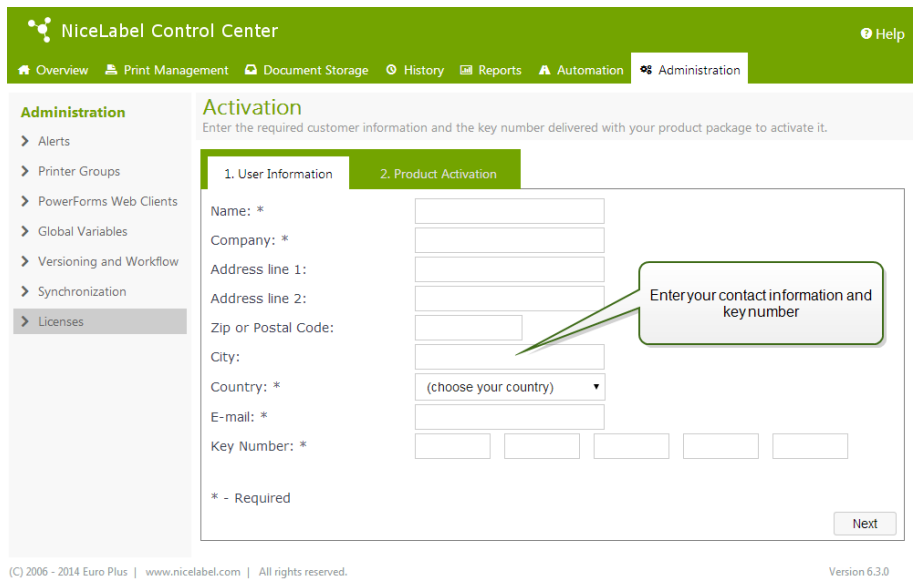 NiceLabel Control Center
Help
Overview Print Management Document Storage History Reports Automation Administration
Administration
Alerts
Printer Groups
PowerForms Web Clients
Global Variables
Versioning and Workflow
Synchronization
Licenses
Activation
Enter the required customer information and the key number delivered with your product package to activate it.
1. User Information 2. Product Activation
Name: *
Company: *
Address line 1:
Address line 2:
Zip or Postal Code:
City:
Country: * (choose your country)
E-mail: *
Key Number: *
* - Required
Enter your contact information and
key number
Next
(C) 2006 - 2014 Euro Plus | www.nicelabel.com | All rights reserved. Version 6.3.0